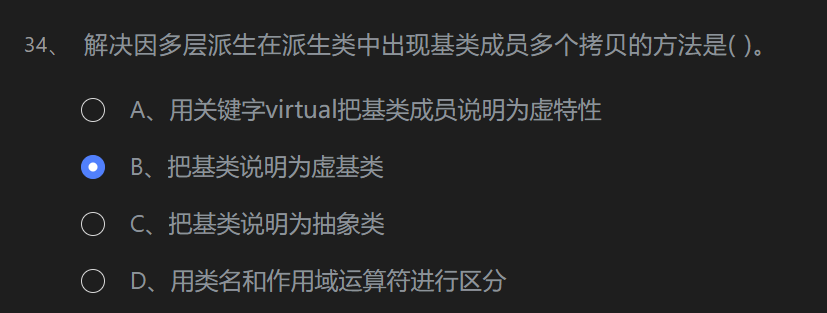 34、 解决因多层派生在派生类中出现基类成员多个拷贝的方法是( )。
A、用关键字virtual把基类成员说明为虚特性
B、把基类说明为虚基类
C、把基类说明为抽象类
D、用类名和作用域运算符进行区分